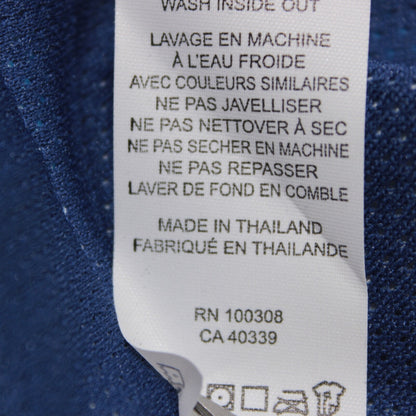 WASH INSIDE OUT
LAVAGE EN MACHINE
À L'EAU FROIDE
AVEC COULEURS SIMILAIRES
NE PAS JAVELLISER
NE PAS NETTOVER À SEC
NE PAS SECHER EN MACHINE
NE PAS REPASSER
LAVER DE FOND EN COMBLE
MADE IN THAILAND
FABRIQUÉ EN THAILANDE
RN 100308
CA 40339